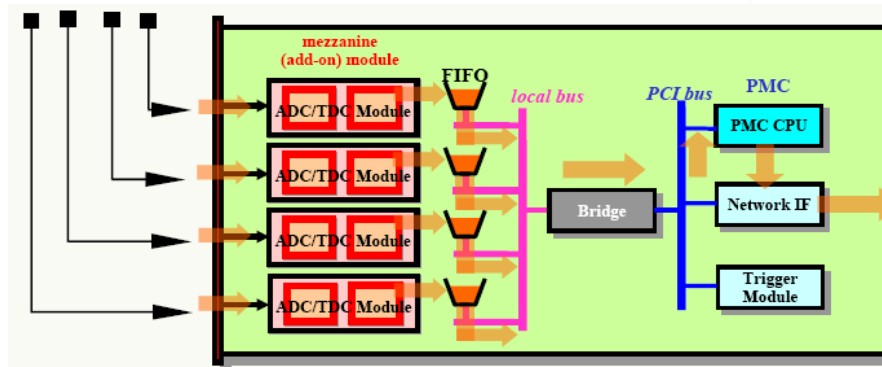 mezzanine
(add-on) module
FIFO
local bus
PCI bus
PMC
ADC/TDC Module
PMC CPU
ADC/TDC Module
Bridge
Network IF
ADC/TDC Module
ADC/TDC Module
Trigger
Module